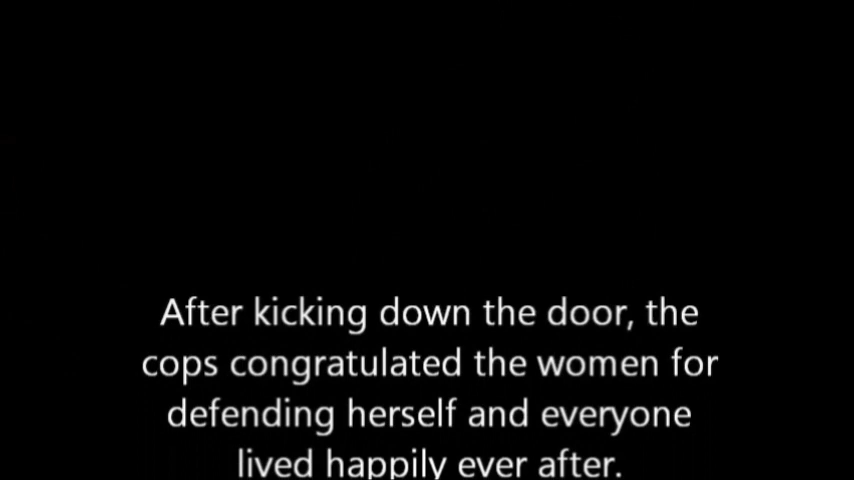 After kicking down the door, the
cops congratulated the women for
defending herself and everyone
lived happily ever after.